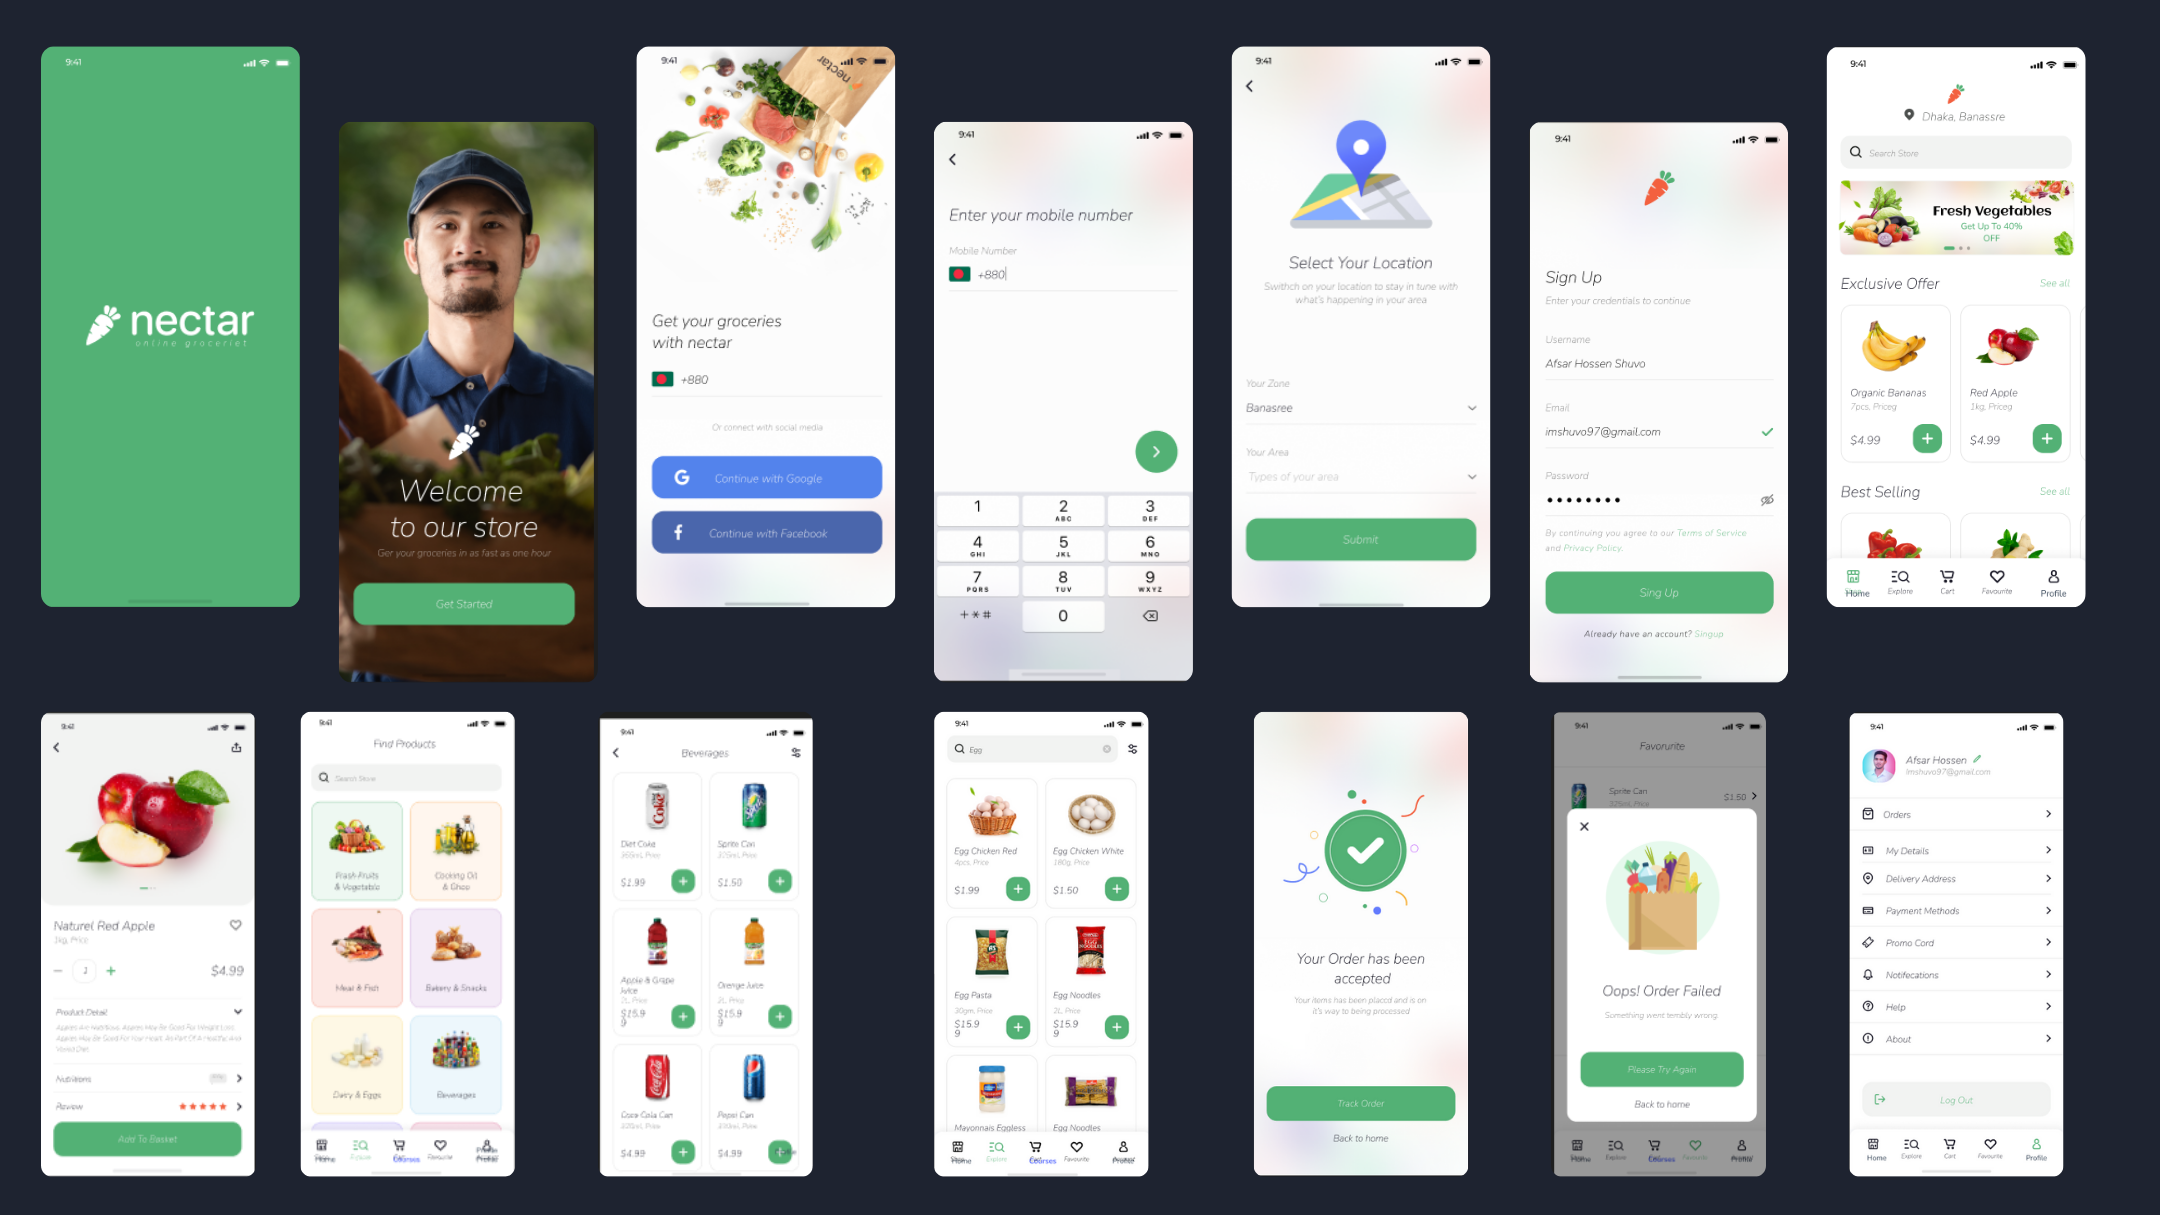 9:41
nectar
online groceriet
Welcome
to our store
Ger your groceries in as fast as one hour
Get Started
9:41
nectar
Get your groceries
with nectar
+880
Or connect with social media
Continue with Google
Continue with Facebook
9:41
Enter your mobile number
Mobile Number
+880
1
2
ABC
3
DEF
4
GHI
5
JKL
6
MNO
7
PQRS
8
TUV
9
WXYZ
+*#
0
9:41
Select Your Location
Swithch on your location to stay in tune with
what's happening in your area
Your Zone
Banasree
Your Area
Types of your area
Submit
9:41
Sign Up
Enter your credentials to continue
Username
Afsar Hossen Shuvo
Email
imshuvo97@gmail.com
Password
By continuing you agree to our Terms of Service
and Privacy Policy.
Sing Up
Already have an account? Singup
9:41
Dhaka, Banassre
Search Store
Fresh Vegetables
Get Up To 40%
OFF
Exclusive Offer
See all
Organic Bananas
7pcs, Priceg
$4.99
Red Apple
1kg, Priceg
$4.99
Best Selling
See all
Home
Explore
Cart
Favourite
Profile
9:41
Naturel Red Apple
1kg, Price
1
$4.99
Product Detail
Apples Are Nutritious. Apples May Be Good For Weight Loss.
Apples May Be Good For Your Heart. As Part Of A Healthy And
Varied Diet.
Nutritions
Review
Add To Basket
9:41
Find Products
Search Store
Frash Fruits
& Vegetable
Cooking Oil
& Ghee
Meat & Fish
Bakery & Snacks
Dairy & Eggs
Beverages
Home
Explore
Courses
Favourite
Profile
9:41
Beverages
Diet Coke
355ml, Price
$1.99
Sprite Can
325ml, Price
$1.50
Apple & Grape
Juice
2L, Price
$15.9
9
Orenge Juice
2L, Price
$15.9
9
Coca Cola Can
325ml, Price
$4.99
Pepsi Can
330ml, Price
$4.99
9:41
Egg
Egg Chicken Red
4pcs, Price
$1.99
Egg Chicken White
180g, Price
$1.50
Egg Pasta
30gm, Price
$15.9
9
Egg Noodles
2L, Price
$15.9
9
Mayonnais Eggless
Egg Noodles
Home
Explore
Courses
Favourite
Profile
Your Order has been
accepted
Your items has been placcd and is on
it's way to being processed
Track Order
Back to home
9:41
Favorunite
Sprite Can
325ml, Price
$1.50
Oops! Order Failed
Something went tembly wrong.
Please Try Again
Back to home
Home
Explore
Courses
Favourite
Profile
9:41
Afsar Hossen
imshuvo97@gmail.com
Orders
My Details
Delivery Address
Payment Methods
Promo Cord
Notifecations
Help
About
Log Out
Home
Explore
Cart
Favourite
Profile